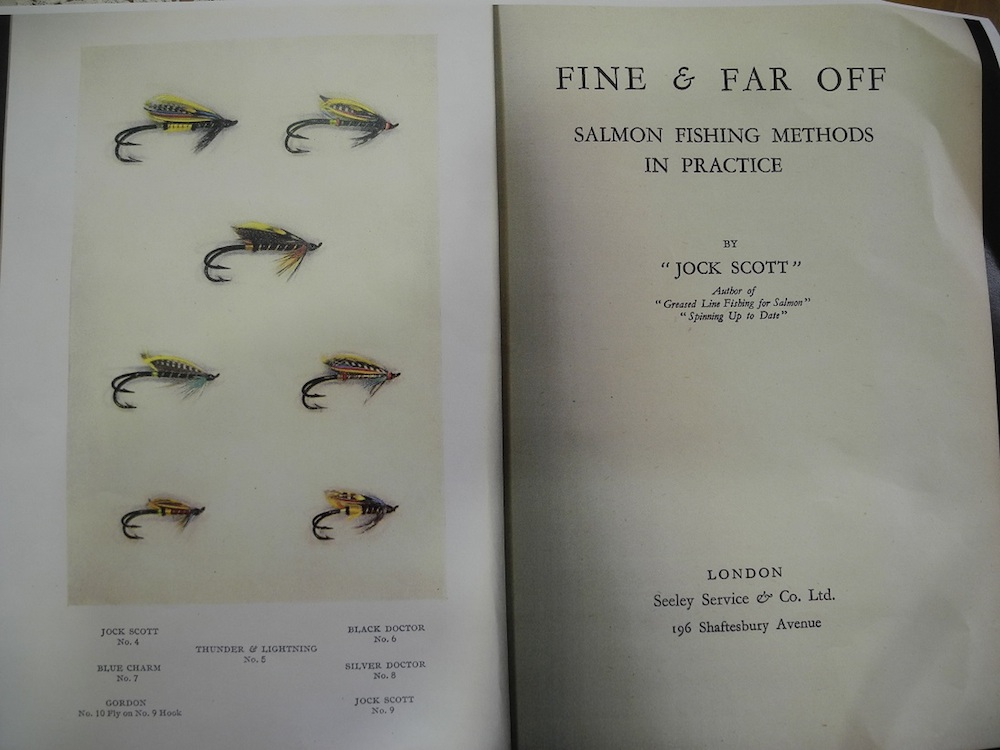 JOCK SCOTT
No. 4
BLACK DOCTOR
No. 6
THUNDER & LIGHTNING
No. 5
BLUE CHARM
No. 7
SILVER DOCTOR
No. 8
GORDON
No. 10 Fly on No. 9 Hook
JOCK SCOTT
No. 9
FINE & FAR OFF
SALMON FISHING METHODS
IN PRACTICE
BY
"JOCK SCOTT"
Author of
"Greased Line Fishing for Salmon"
"Spinning Up to Date"
LONDON
Seeley Service & Co. Ltd.
196 Shaftesbury Avenue